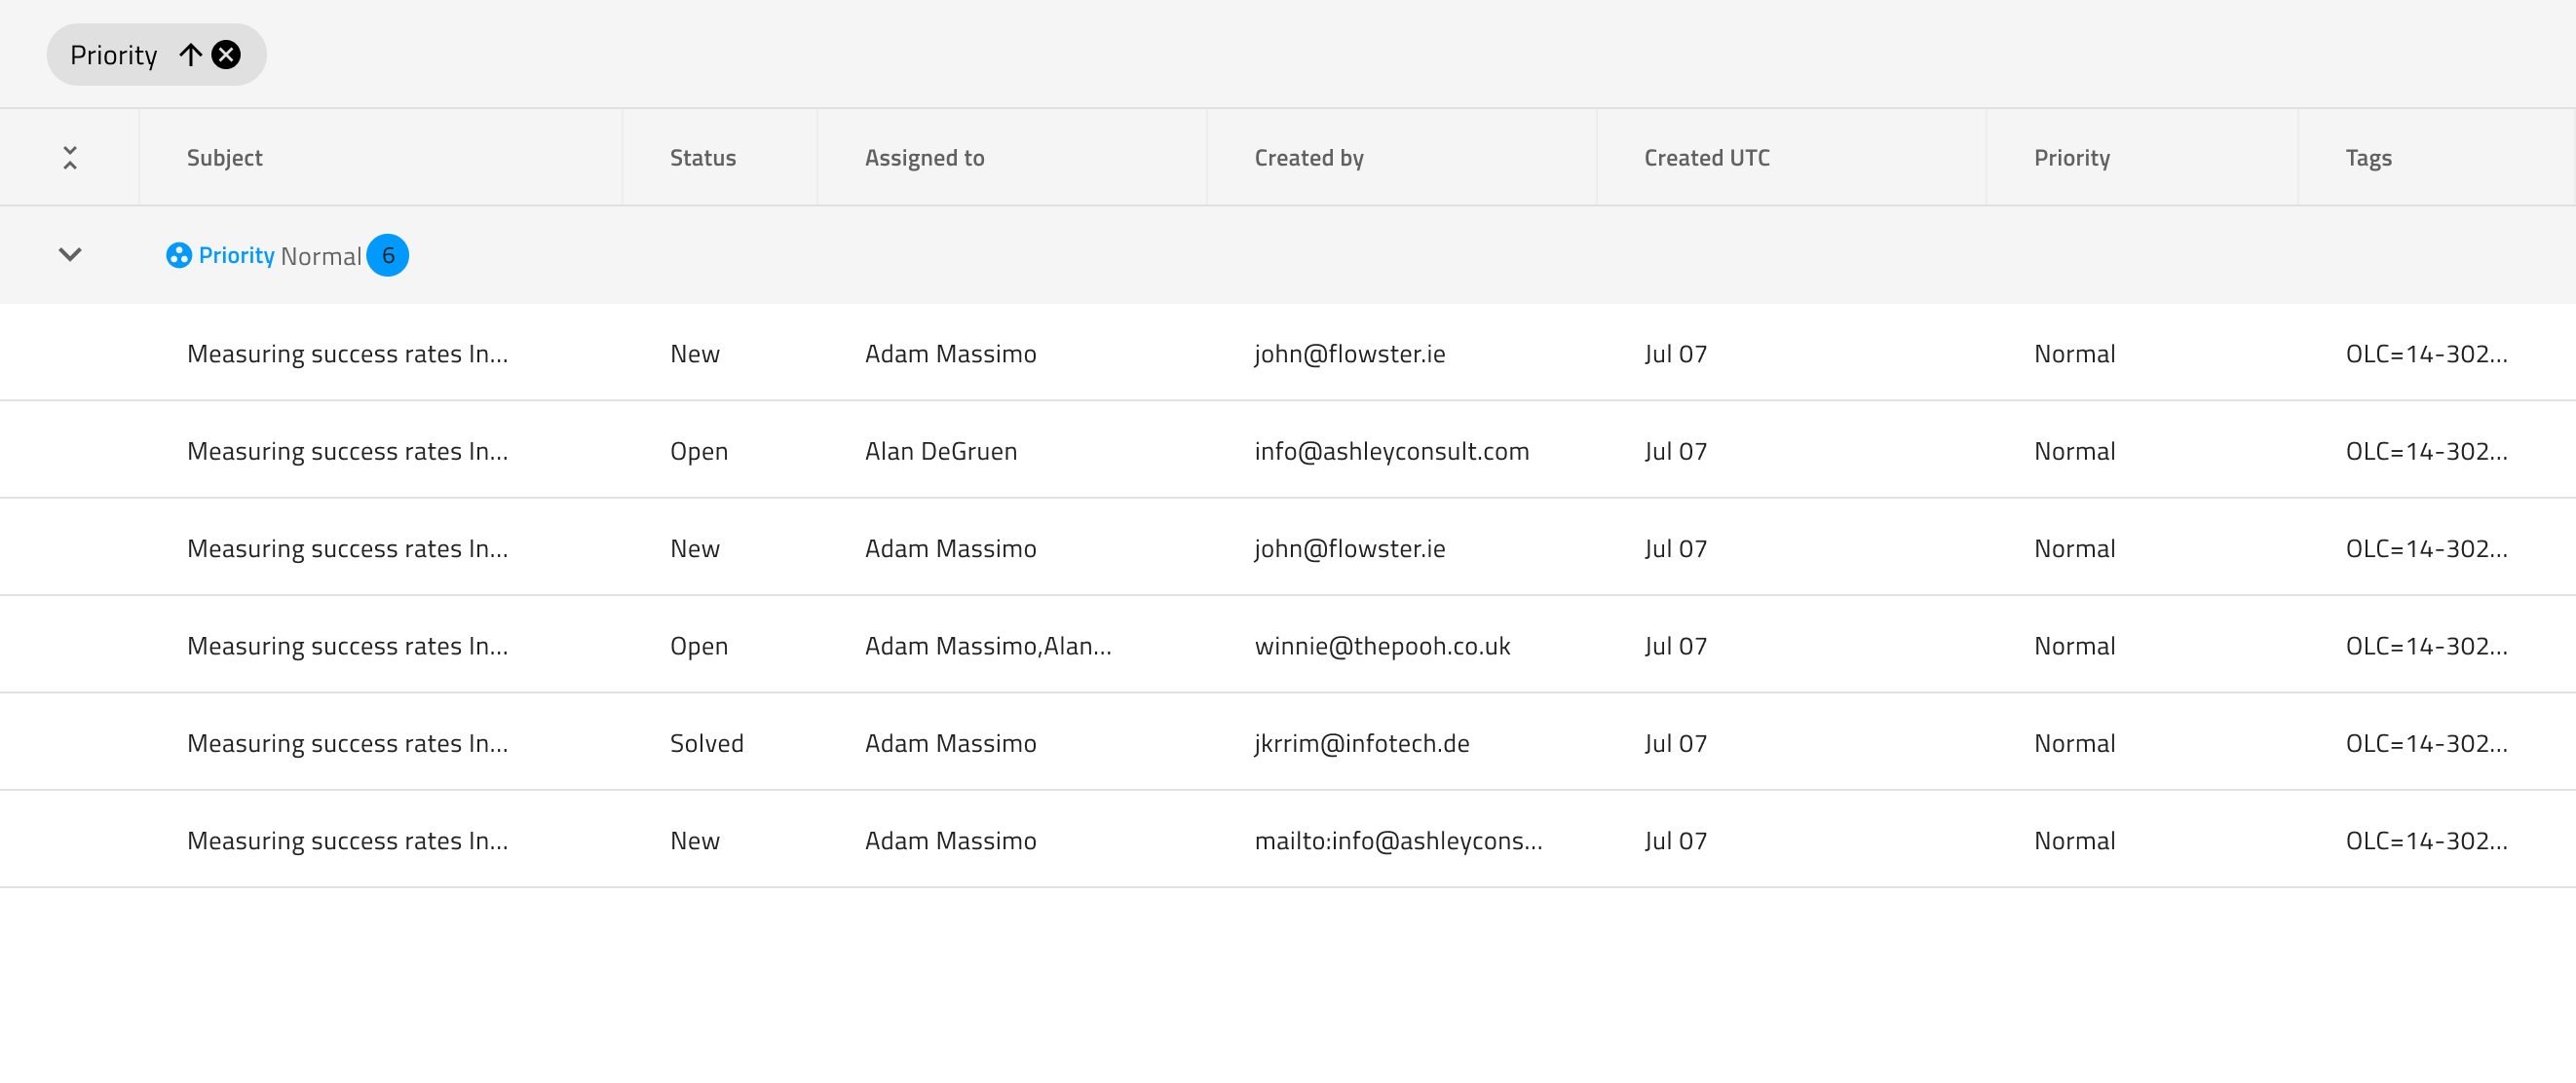 Priority
Subject Status Assigned to Created by Created UTC Priority Tags
Priority Normal 6
Measuring success rates In... New Adam Massimo john@flowster.ie Jul 07 Normal OLC=14-302...
Measuring success rates In... Open Alan DeGruen info@ashleyconsult.com Jul 07 Normal OLC=14-302...
Measuring success rates In... New Adam Massimo john@flowster.ie Jul 07 Normal OLC=14-302...
Measuring success rates In... Open Adam Massimo,Alan... winnie@thepooh.co.uk Jul 07 Normal OLC=14-302...
Measuring success rates In... Solved Adam Massimo jkrrim@infotech.de Jul 07 Normal OLC=14-302...
Measuring success rates In... New Adam Massimo mailto:info@ashleycons... Jul 07 Normal OLC=14-302...